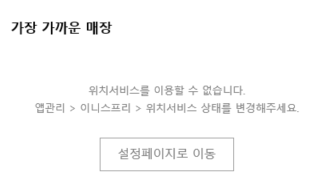 가장 가까운 매장
위치서비스를 이용할 수 없습니다.
앱관리 > 이니스프리 > 위치서비스 상태를 변경해주세요.
설정페이지로 이동